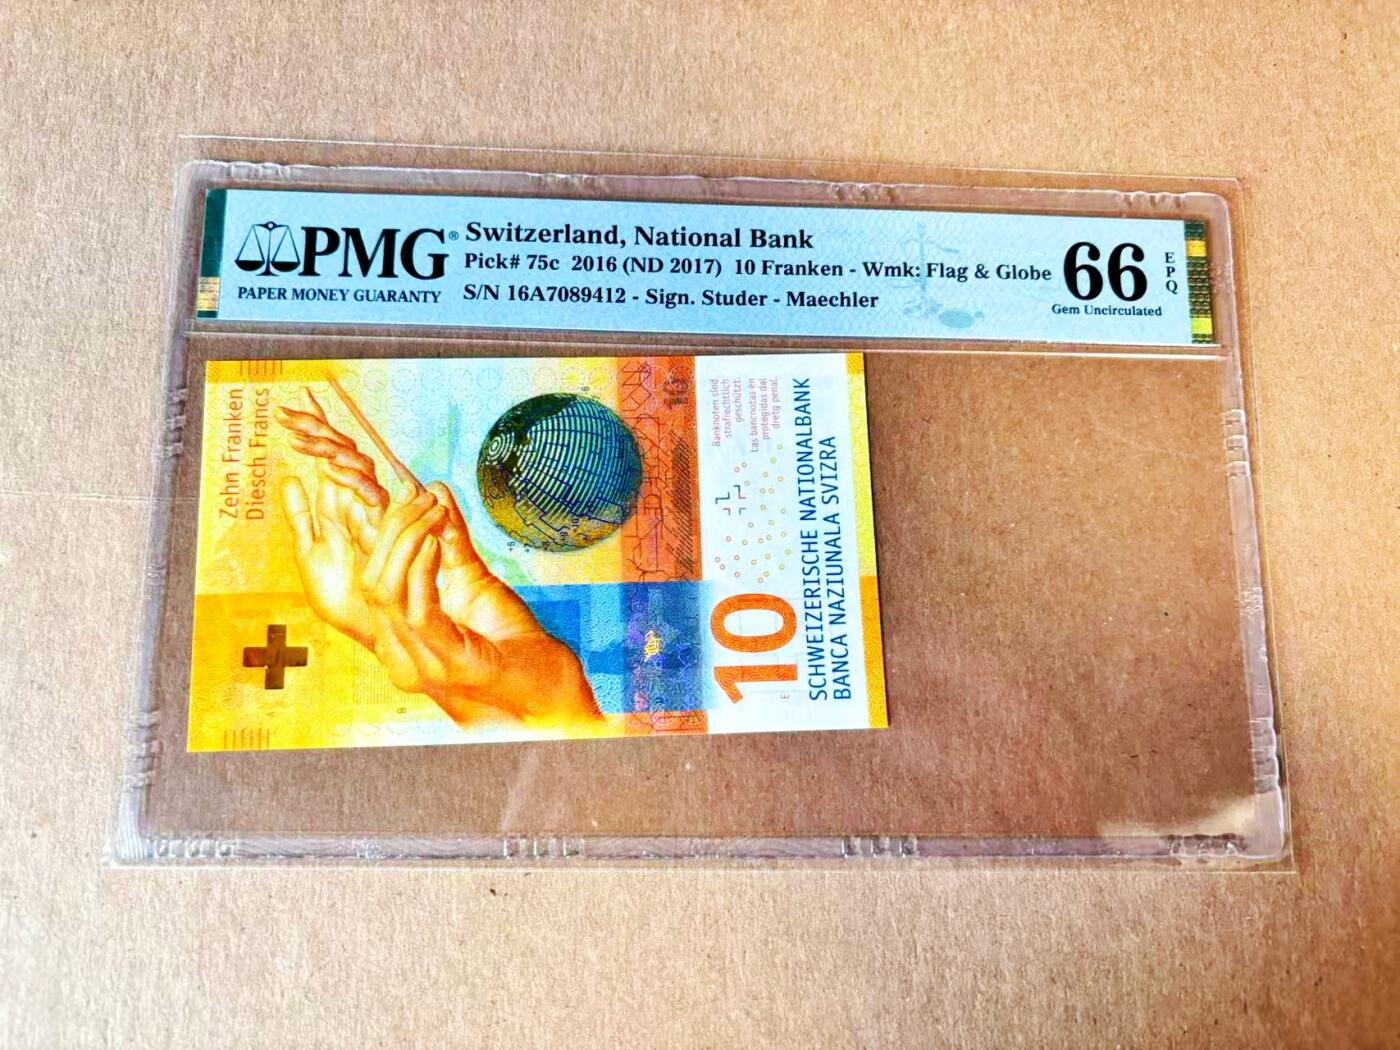 PMG®
PAPER MONEY GUARANTY
Switzerland, National Bank
Pick# 75c 2016 (ND 2017) 10 Franken - Wmk: Flag & Globe
S/N 16A7089412 - Sign. Studer - Maechler
66
EPQ
Gem Uncirculated
Zehn Franken
Diesch Francs
10
Banknoten sind
strafrechtlich
geschützt.
Las bancnotas èn
protegidas dal
dretg penal.
10
SCHWEIZERISCHE NATIONALBANK
BANCA NAZIUNALA SVIZRA